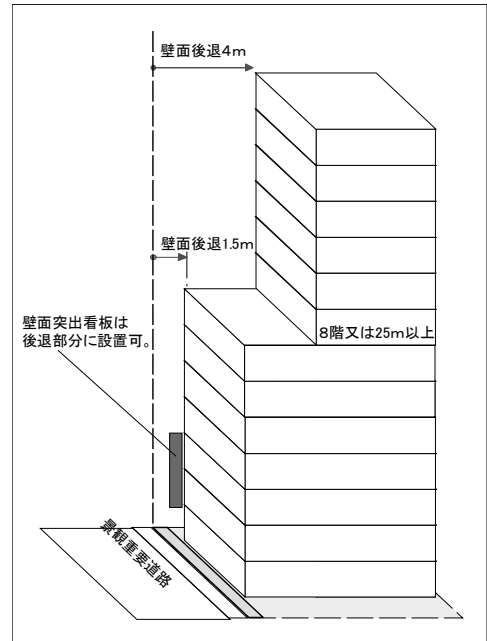 壁面後退4m
壁面後退1.5m
壁面突出看板は
後退部分に設置可。
8階又は25m以上
景観重要道路